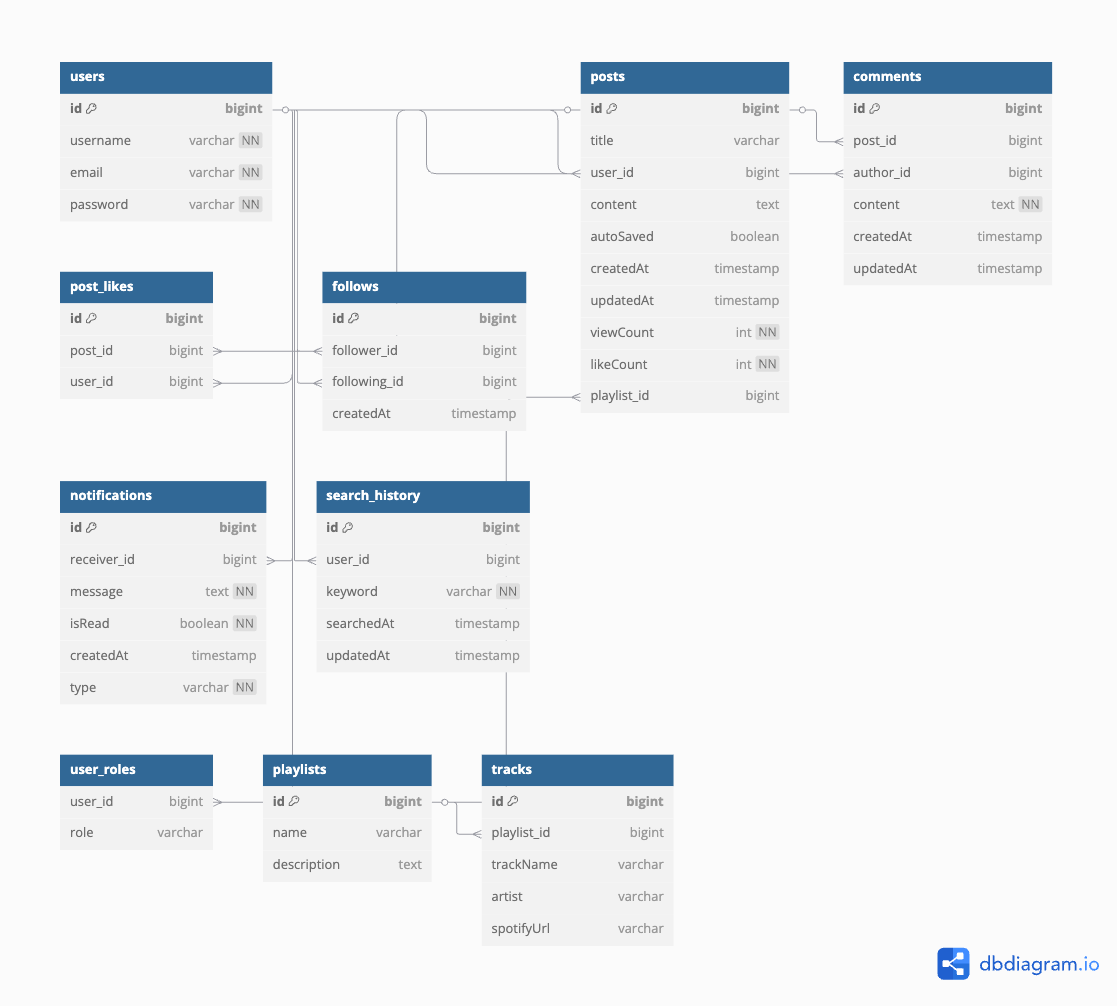 users
id bigint
username varchar NN
email varchar NN
password varchar NN
posts
id bigint
title varchar
user_id bigint
content text
autoSaved boolean
createdAt timestamp
updatedAt timestamp
viewCount int NN
likeCount int NN
playlist_id bigint
comments
id bigint
post_id bigint
author_id bigint
content text NN
createdAt timestamp
updatedAt timestamp
post_likes
id bigint
post_id bigint
user_id bigint
follows
id bigint
follower_id bigint
following_id bigint
createdAt timestamp
notifications
id bigint
receiver_id bigint
message text NN
isRead boolean NN
createdAt timestamp
type varchar NN
search_history
id bigint
user_id bigint
keyword varchar NN
searchedAt timestamp
updatedAt timestamp
user_roles
user_id bigint
role varchar
playlists
id bigint
name varchar
description text
tracks
id bigint
playlist_id bigint
trackName varchar
artist varchar
spotifyUrl varchar
dbdiagram.io